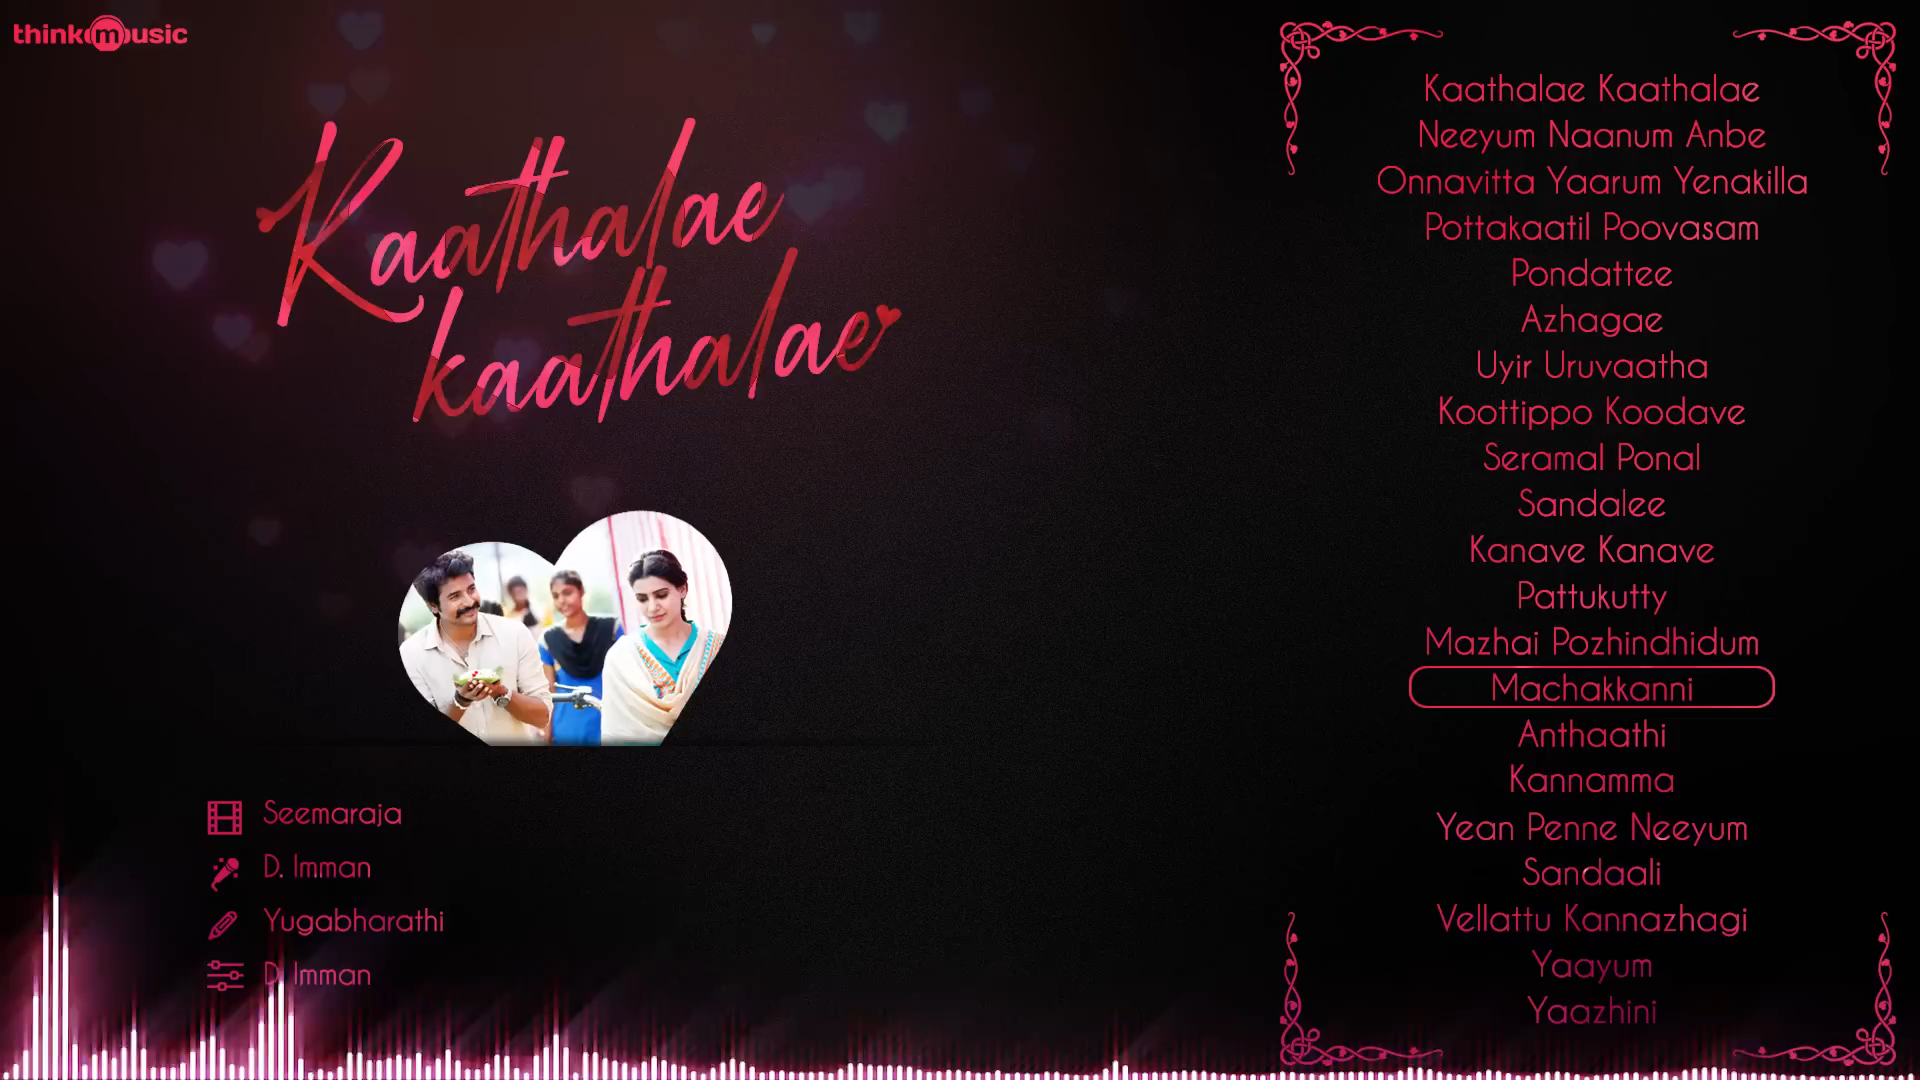 thinkmusic
Kaathalae
kaathalae
Seemaraja
D. Imman
Yugabharathi
D. Imman
Kaathalae Kaathalae
Neeyum Naanum Anbe
Onnavitta Yaarum Yenakilla
Pottakaatil Poovasam
Pondattee
Azhagae
Uyir Uruvaatha
Koottippo Koodave
Seramal Ponal
Sandalee
Kanave Kanave
Pattukutty
Mazhai Pozhindhidum
Machakkanni
Anthaathi
Kannamma
Yean Penne Neeyum
Sandaali
Vellattu Kannazhagi
Yaayum
Yaazhini